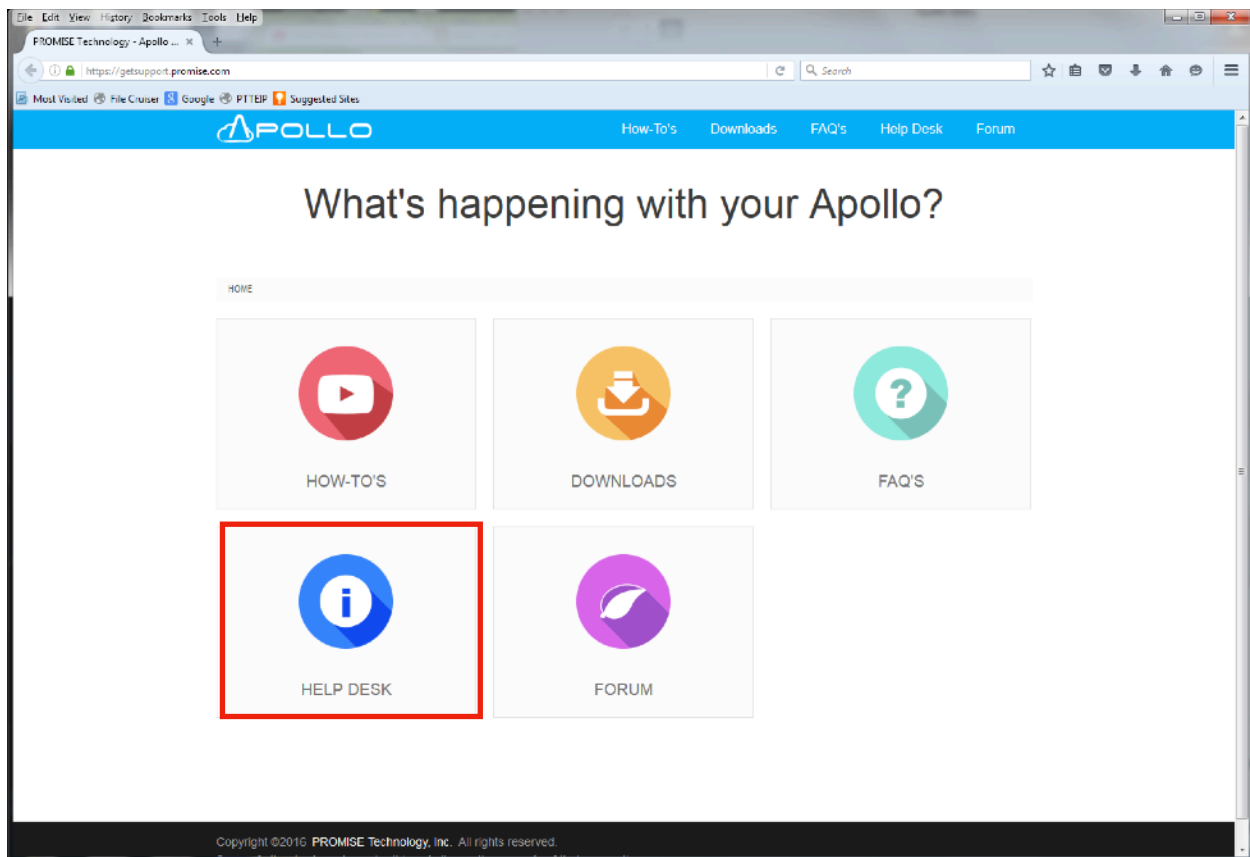 File Edit View History Bookmarks Tools Help
PROMISE Technology - Apollo ...
https://getsupport.promise.com
Search
Most Visited File Cruiser Google PTTEIP Suggested Sites
APOLLO How-To's Downloads FAQ's Help Desk Forum
What's happening with your Apollo?
HOME
HOW-TO'S DOWNLOADS FAQ'S
HELP DESK FORUM
Copyright ©2016 PROMISE Technology, Inc. All rights reserved.